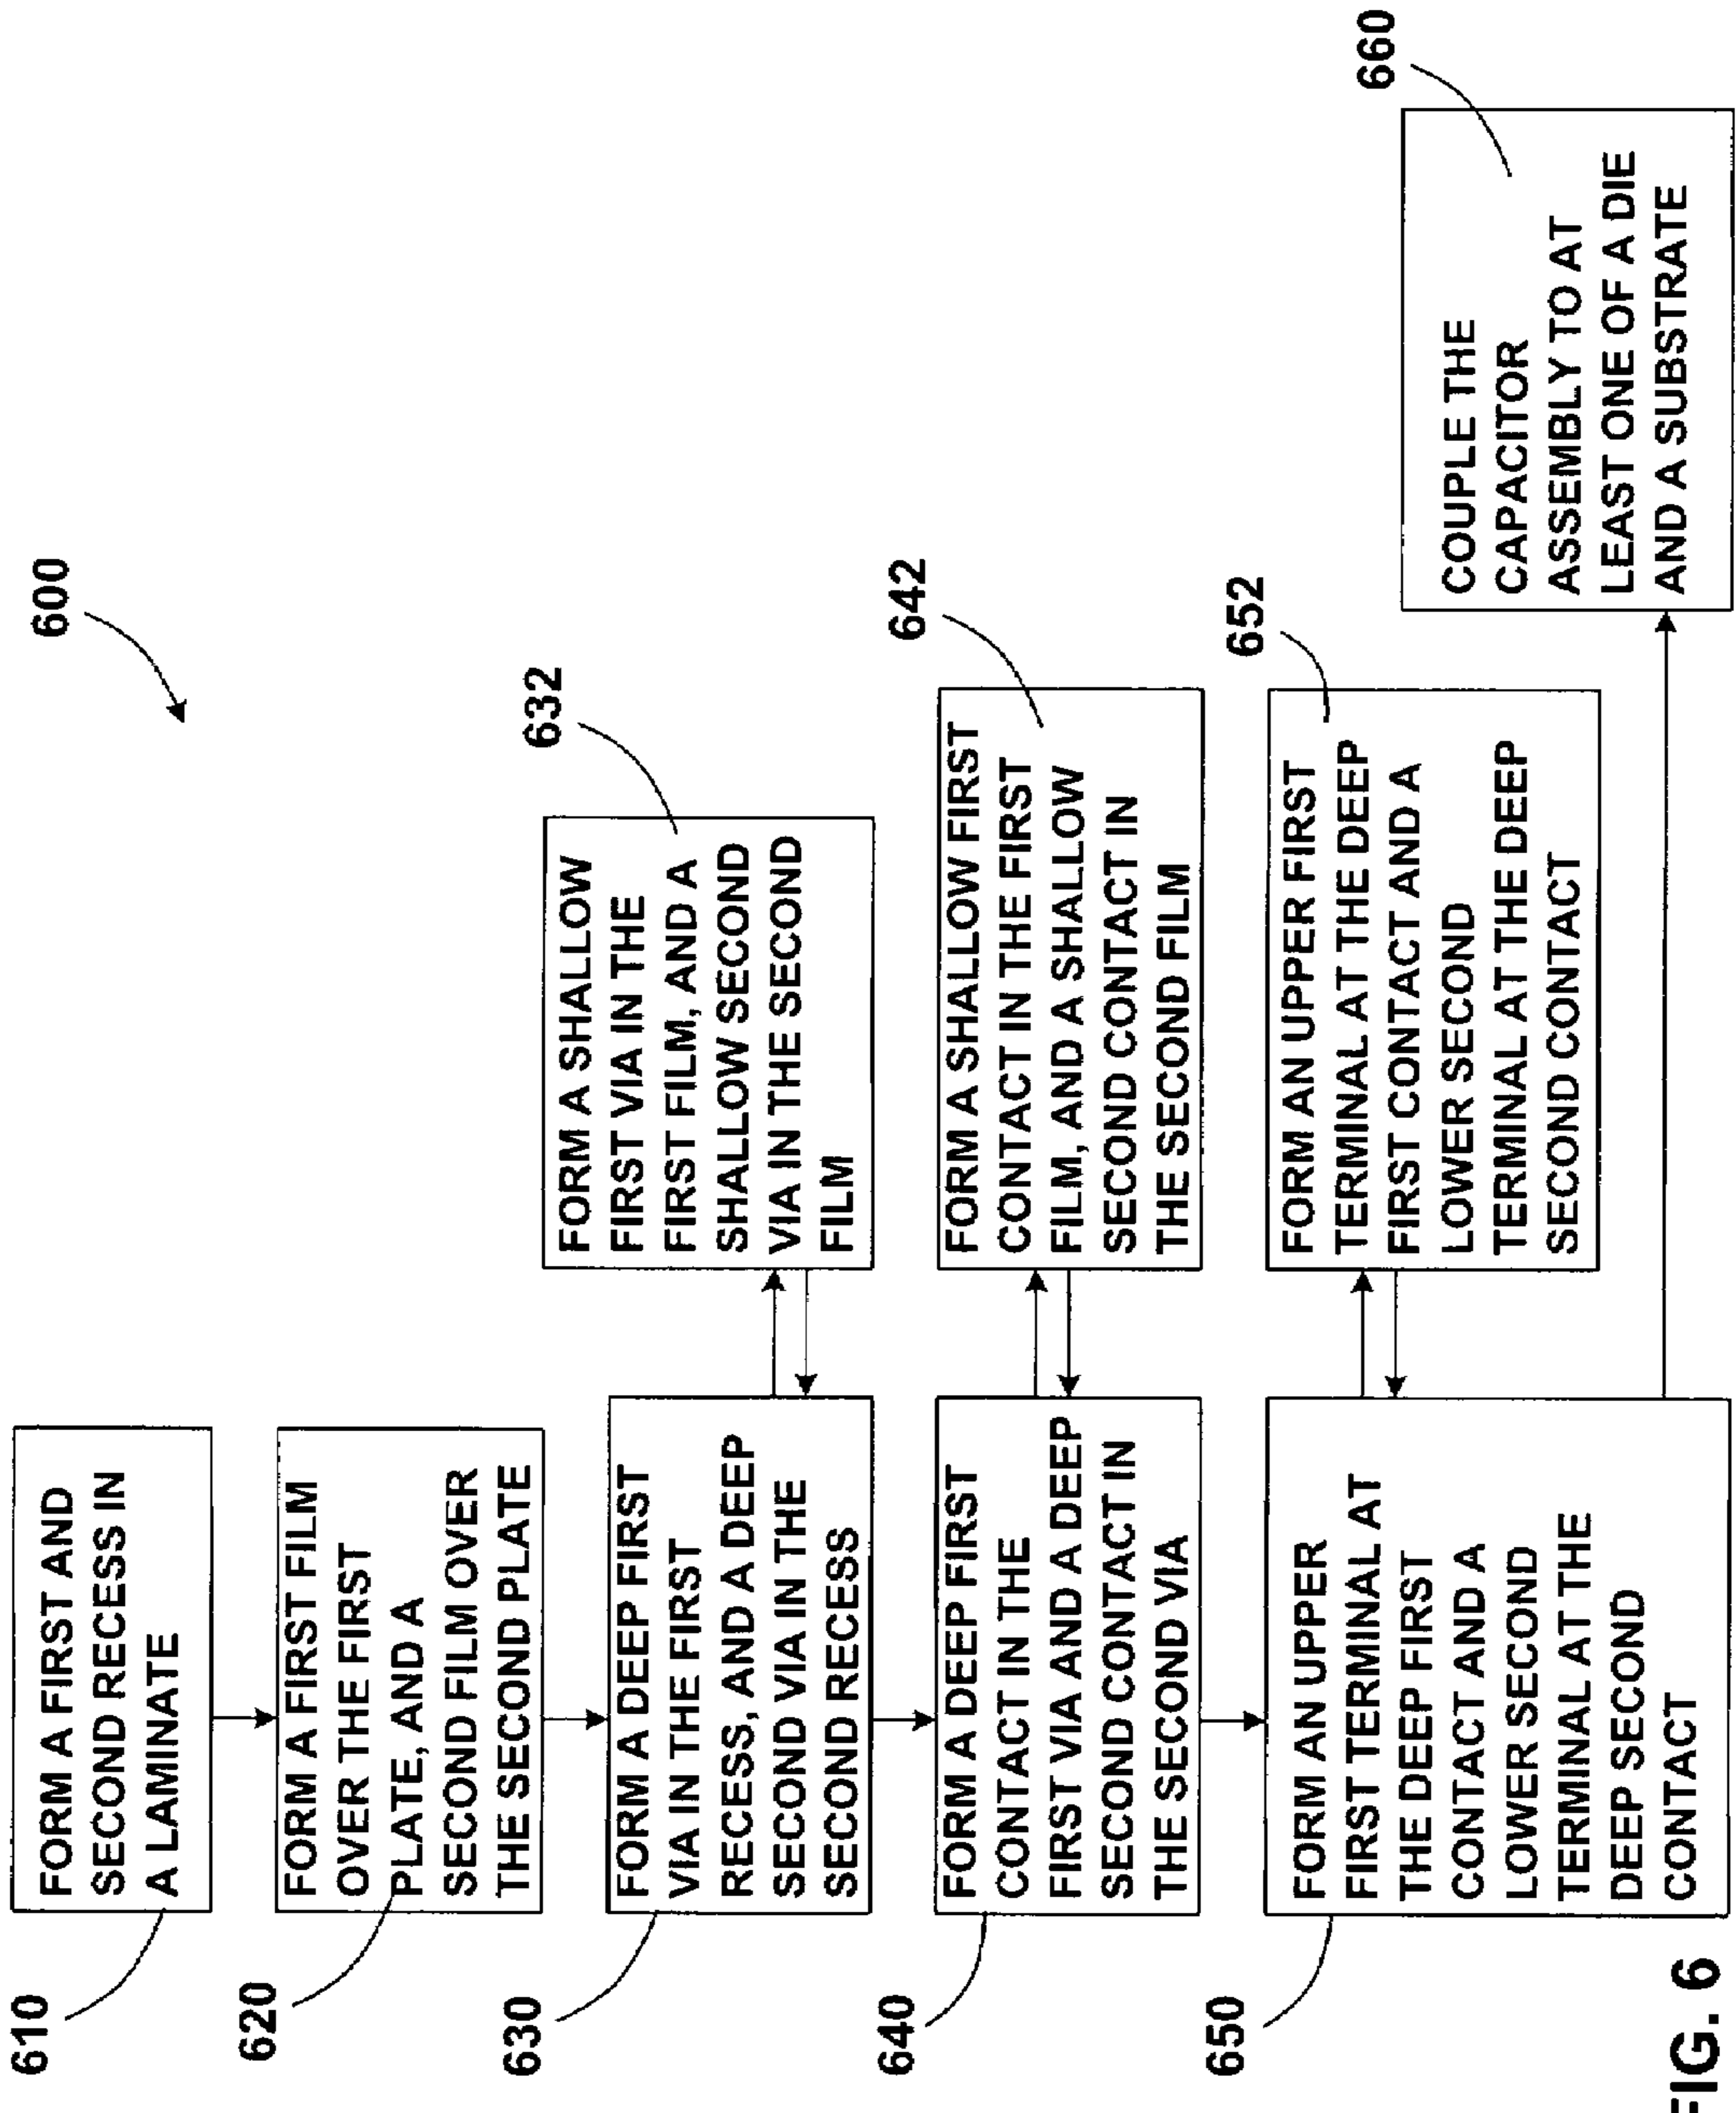 600
610
FORM A FIRST AND
SECOND RECESS IN
A LAMINATE
620
FORM A FIRST FILM
OVER THE FIRST
PLATE, AND A
SECOND FILM OVER
THE SECOND PLATE
630
FORM A DEEP FIRST
VIA IN THE FIRST
RECESS, AND A DEEP
SECOND VIA IN THE
SECOND RECESS
632
FORM A SHALLOW
FIRST VIA IN THE
FIRST FILM, AND A
SHALLOW SECOND
VIA IN THE SECOND
FILM
640
FORM A DEEP FIRST
CONTACT IN THE
FIRST VIA AND A DEEP
SECOND CONTACT IN
THE SECOND VIA
642
FORM A SHALLOW FIRST
CONTACT IN THE FIRST
FILM, AND A SHALLOW
SECOND CONTACT IN
THE SECOND FILM
650
FORM AN UPPER
FIRST TERMINAL AT
THE DEEP FIRST
CONTACT AND A
LOWER SECOND
TERMINAL AT THE
DEEP SECOND
CONTACT
652
FORM AN UPPER FIRST
TERMINAL AT THE DEEP
FIRST CONTACT AND A
LOWER SECOND
TERMINAL AT THE DEEP
SECOND CONTACT
660
COUPLE THE
CAPACITOR
ASSEMBLY TO AT
LEAST ONE OF A DIE
AND A SUBSTRATE
FIG. 6